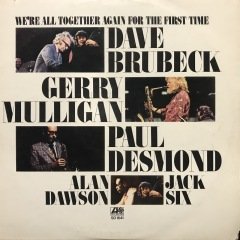 WE'RE ALL TOGETHER AGAIN FOR THE FIRST TIME
DAVE
BRUBECK
GERRY
MULLIGAN
PAUL
DESMOND
ALAN JACK
DAWSON SIX
ATLANTIC